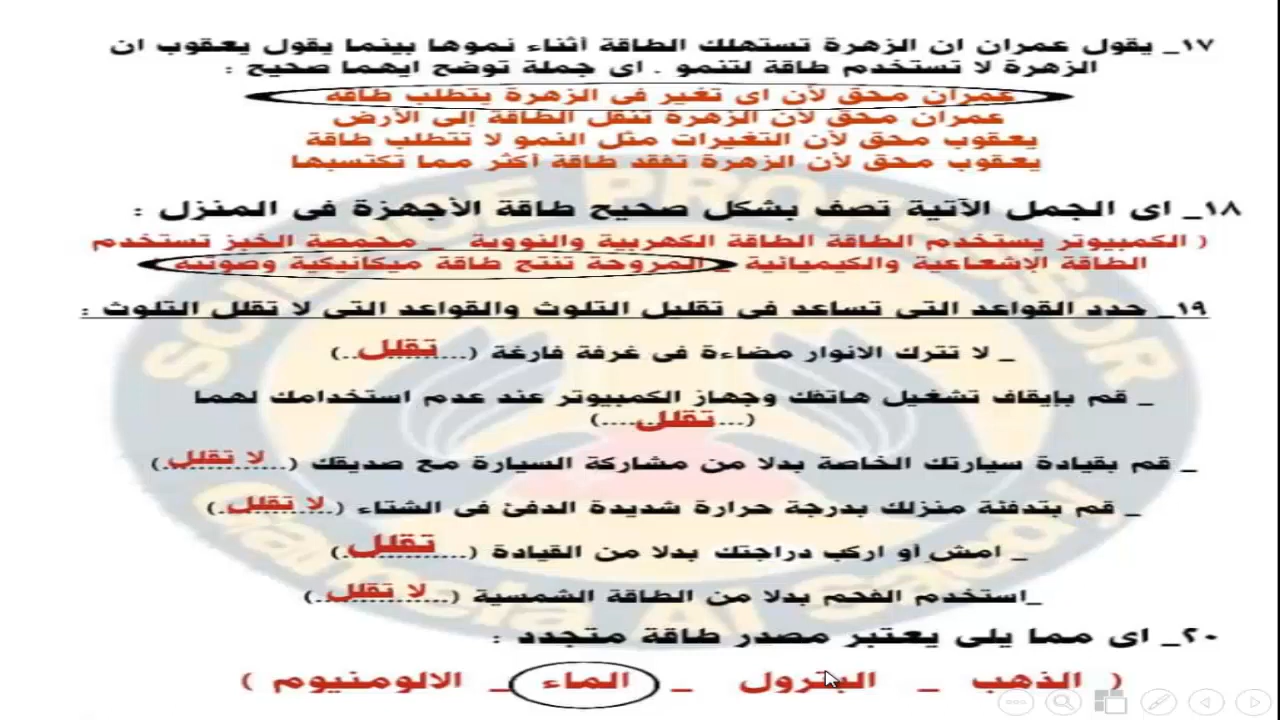 ١٧_ يقول عمران ان الزهرة تستهلك الطاقة أثناء نموها بينما يقول يعقوب ان
الزهرة لا تستخدم طاقة لتنمو . اى جملة توضح ايهما صحيح :
عمران محق لأن اى تغير فى الزهرة يتطلب طاقه
عمران محق لأن الزهرة تنقل الطاقة إلى الأرض
يعقوب محق لأن التغيرات مثل النمو لا تتطلب طاقة
يعقوب محق لأن الزهرة تفقد طاقة أكثر مما تكتسبها
١٨_ اى الجمل الآتية تصف بشكل صحيح طاقة الأجهزة فى المنزل :
( الكمبيوتر يستخدم الطاقة الطاقة الكهربية والنووية _ محمصة الخبز تستخدم
الطاقة الإشعاعية والكيميائية _ المروحة تنتج طاقة ميكانيكية وصوتية )
١٩_ حدد القواعد التى تساعد فى تقليل التلوث والقواعد التى لا تقلل التلوث :
_ لا تترك الانوار مضاءة فى غرفة فارغة (...تقلل...)
_ قم بإيقاف تشغيل هاتفك وجهاز الكمبيوتر عند عدم استخدامك لهما
(...تقلل...)
_ قم بقيادة سيارتك الخاصة بدلا من مشاركة السيارة مع صديقك (...لا تقلل...)
_ قم بتدفئة منزلك بدرجة حرارة شديدة الدفئ فى الشتاء (...لا تقلل...)
_ امش أو اركب دراجتك بدلا من القيادة (...تقلل...)
_استخدم الفحم بدلا من الطاقة الشمسية (...لا تقلل...)
٢٠_ اى مما يلى يعتبر مصدر طاقة متجدد :
( الذهب _ البترول _ الماء _ الالومنيوم )
SCIENCE PROFESSOR